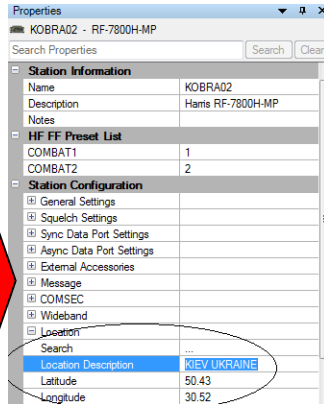 Properties
KOBRA02 - RF-7800H-MP
Search Properties Search Clear
Station Information
Name KOBRA02
Description Harris RF-7800H-MP
Notes
HF FF Preset List
COMBAT1 1
COMBAT2 2
Station Configuration
General Settings
Squelch Settings
Sync Data Port Settings
Async Data Port Settings
External Accessories
Message
COMSEC
Wideband
Location
Search ...
Location Description KIEV UKRAINE
Latitude 50.43
Longitude 30.52